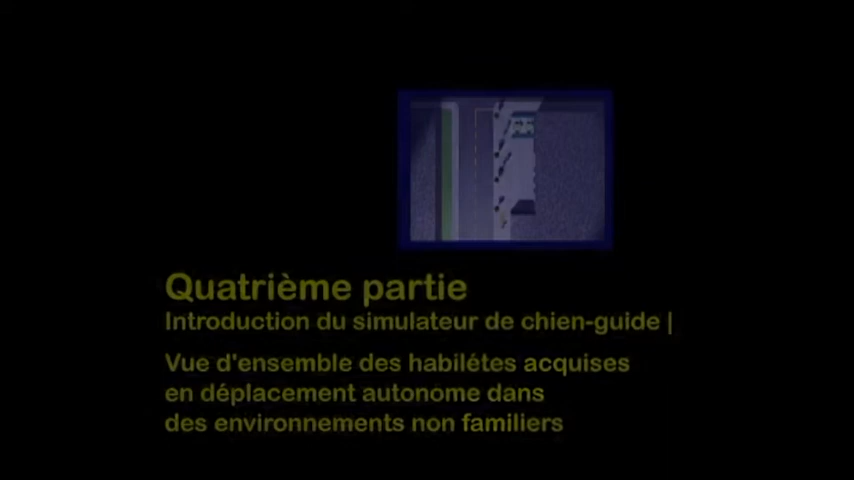 Quatrième partie
Introduction du simulateur de chien-guide |
Vue d'ensemble des habilétes acquises
en déplacement autonome dans
des environnements non familiers